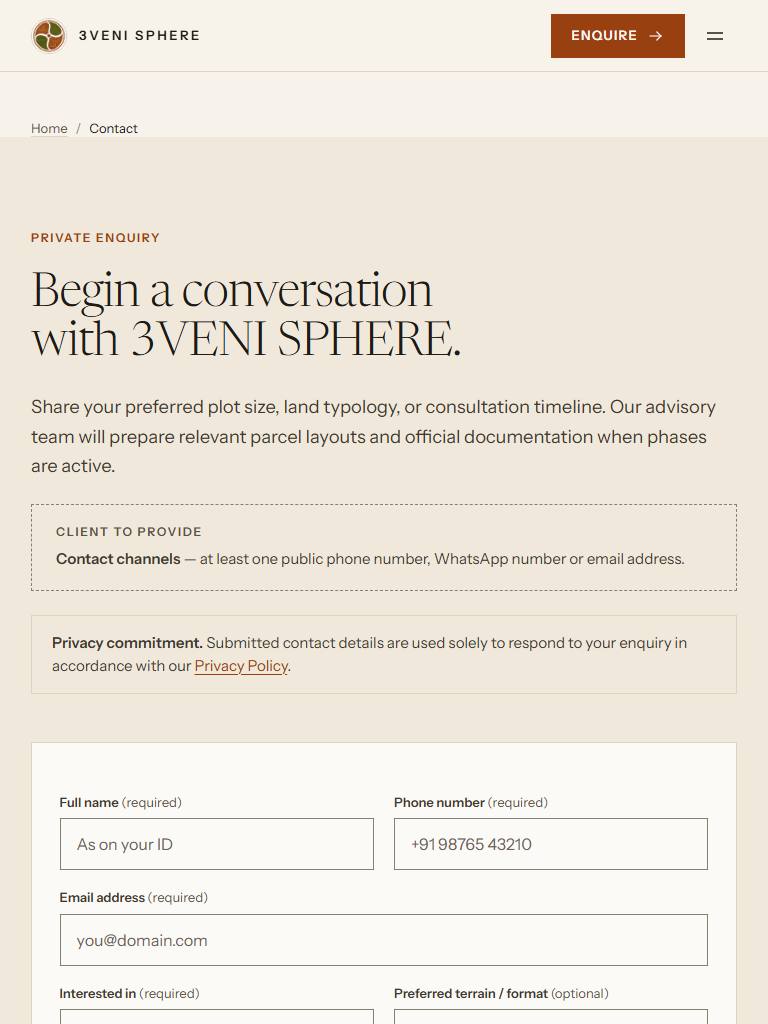 3VENI SPHERE
ENQUIRE →
Home / Contact
PRIVATE ENQUIRY
Begin a conversation
with 3VENI SPHERE.
Share your preferred plot size, land typology, or consultation timeline. Our advisory
team will prepare relevant parcel layouts and official documentation when phases
are active.
CLIENT TO PROVIDE
Contact channels — at least one public phone number, WhatsApp number or email address.
Privacy commitment. Submitted contact details are used solely to respond to your enquiry in
accordance with our Privacy Policy.
Full name (required)
Phone number (required)
As on your ID
+91 98765 43210
Email address (required)
you@domain.com
Interested in (required)
Preferred terrain / format (optional)